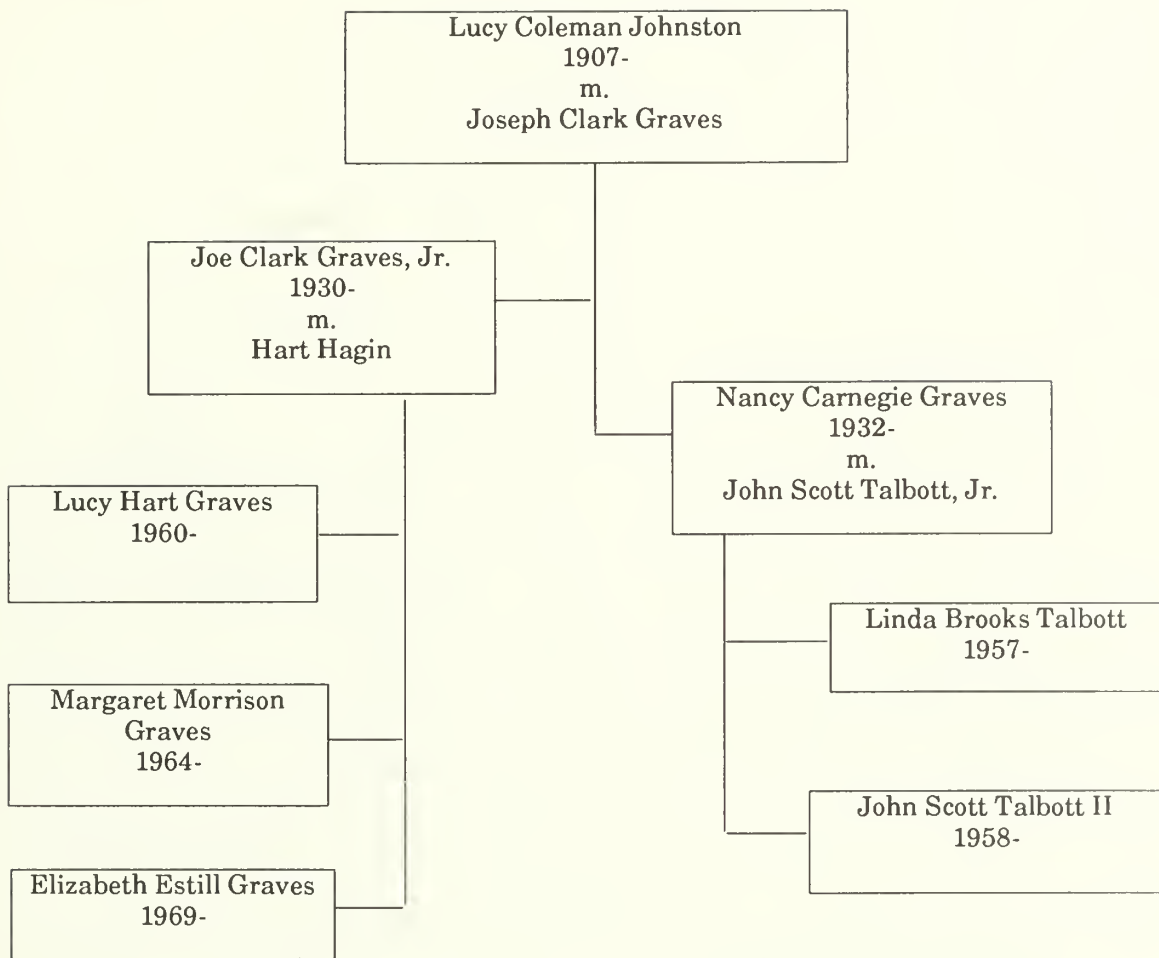 Lucy Coleman Johnston
1907-
m.
Joseph Clark Graves
Joe Clark Graves, Jr.
1930-
m.
Hart Hagin
Nancy Carnegie Graves
1932-
m.
John Scott Talbott, Jr.
Lucy Hart Graves
1960-
Margaret Morrison
Graves
1964-
Elizabeth Estill Graves
1969-
Linda Brooks Talbott
1957-
John Scott Talbott II
1958-